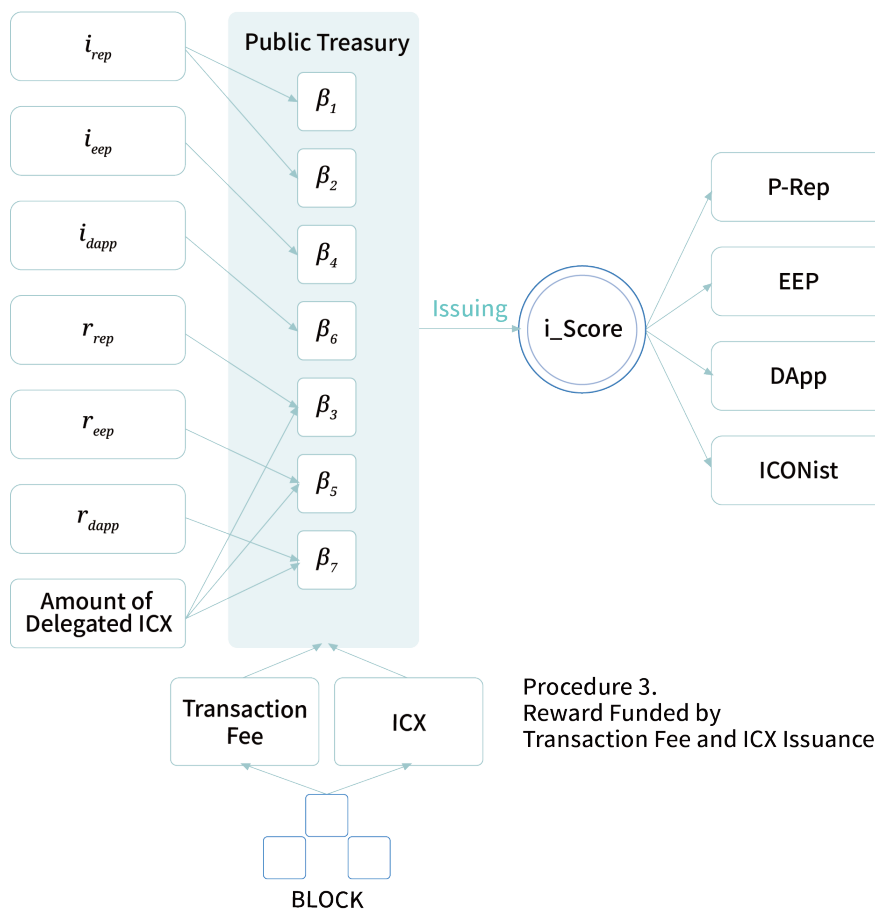 i_rep
i_eep
i_dapp
r_rep
r_eep
r_dapp
Amount of
Delegated ICX
Public Treasury
β_1
β_2
β_4
β_6
β_3
β_5
β_7
Issuing
i_Score
P-Rep
EEP
DApp
ICONist
Transaction
Fee
ICX
BLOCK
Procedure 3.
Reward Funded by
Transaction Fee and ICX Issuance